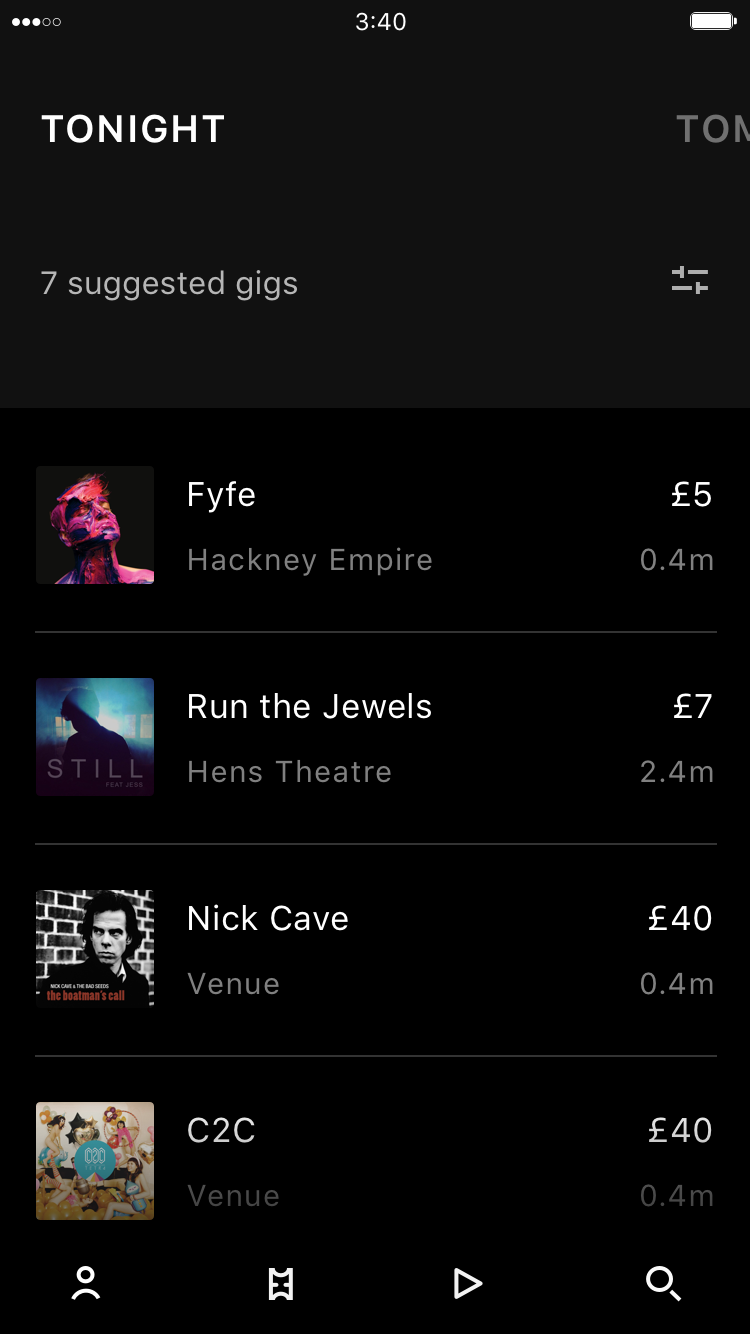 3:40
TONIGHT
TOM
7 suggested gigs
Fyfe
£5
Hackney Empire
0.4m
Run the Jewels
£7
Hens Theatre
2.4m
STILL
FEAT JESS
Nick Cave
£40
Venue
0.4m
NICK CAVE & THE BAD SEEDS
the boatman's call
C2C
£40
Venue
0.4m
C2C